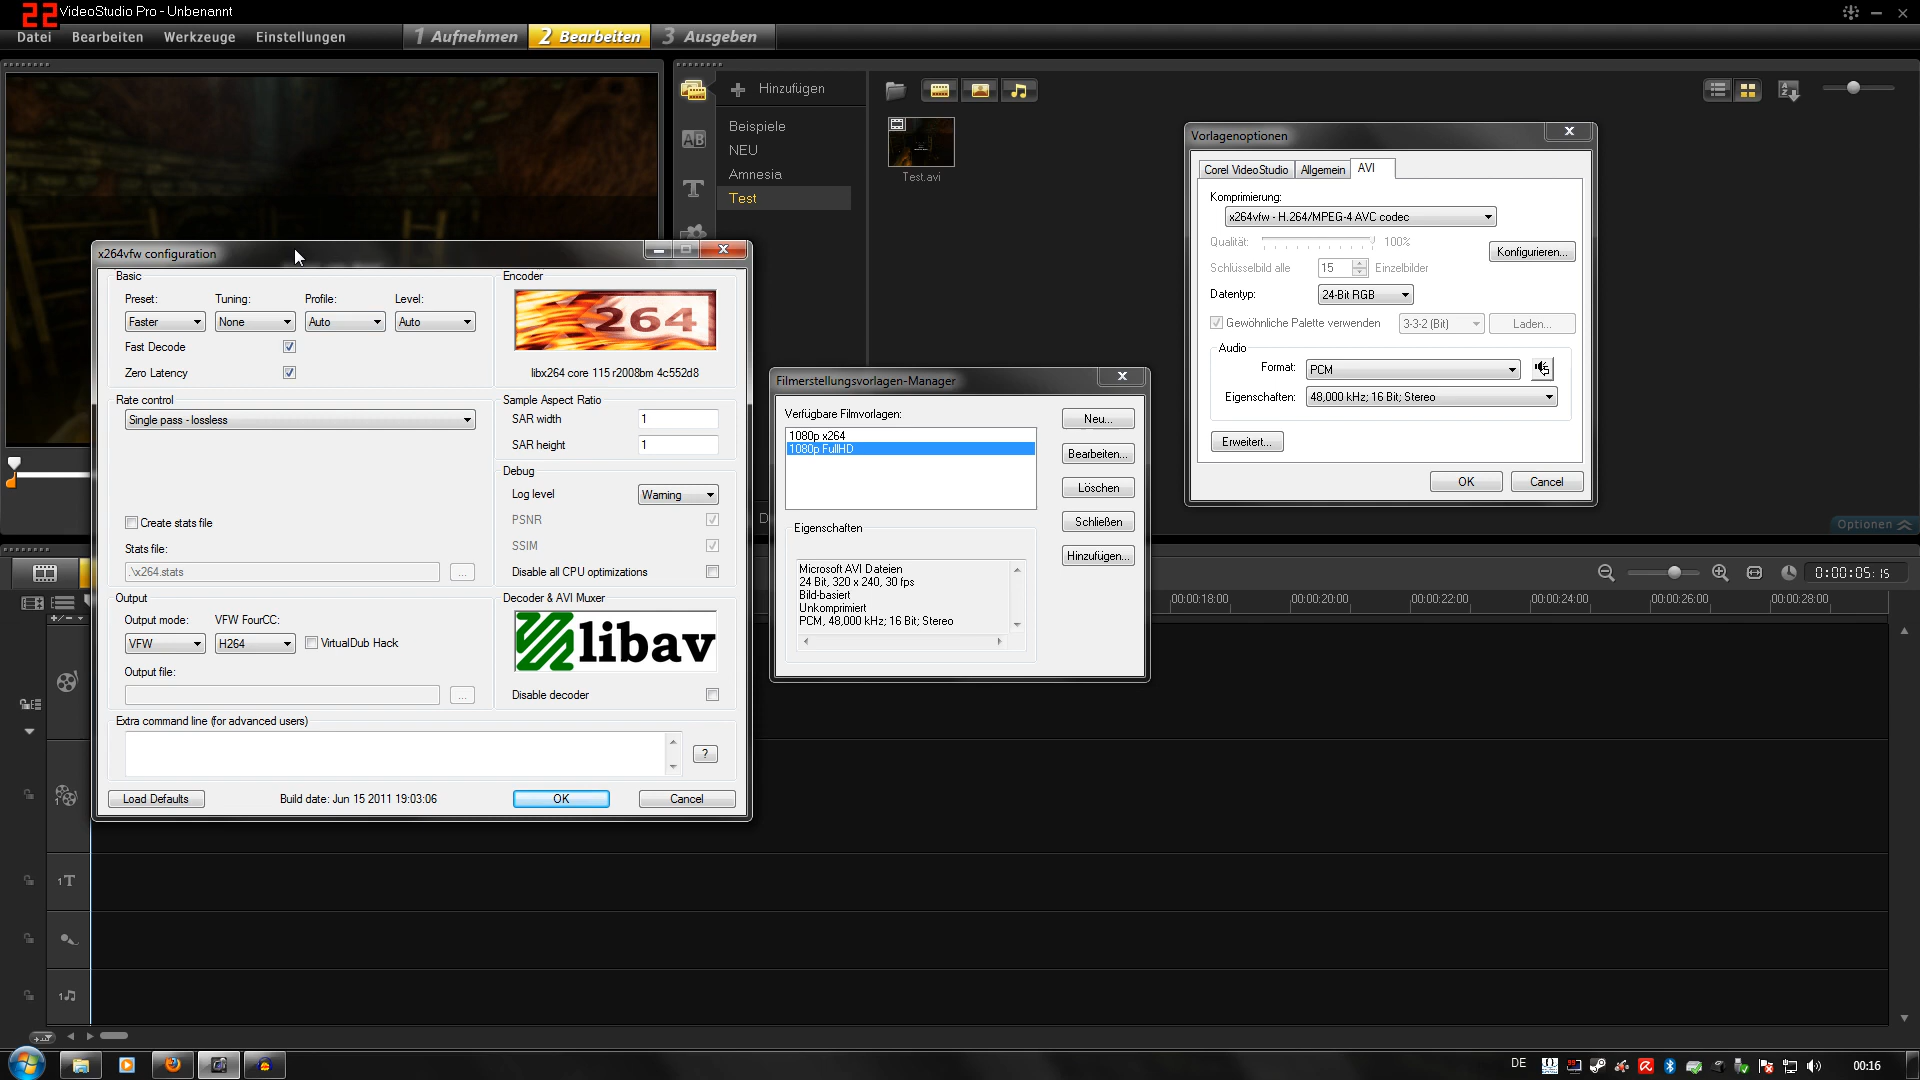 22
VideoStudio Pro - Unbenannt
Datei Bearbeiten Werkzeuge Einstellungen
1 Aufnehmen 2 Bearbeiten 3 Ausgeben
Hinzufügen
Beispiele
NEU
Amnesia
Test
Test.avi
AB
T
x264vfw configuration
Basic
Preset: Tuning: Profile: Level:
Faster None Auto Auto
Fast Decode
Zero Latency
Rate control
Single pass - lossless
Create stats file
Stats file:
.\x264.stats
...
Output
Output mode: VFW FourCC:
VFW H264 VirtualDub Hack
Output file:
...
Extra command line (for advanced users)
?
Load Defaults Build date: Jun 15 2011 19:03:06 OK Cancel
Encoder
264
libx264 core 115 r2008bm 4c552d8
Sample Aspect Ratio
SAR width 1
SAR height 1
Debug
Log level Warning
PSNR
SSIM
Disable all CPU optimizations
Decoder & AVI Muxer
libav
Disable decoder
Filmerstellungsvorlagen-Manager
Verfügbare Filmvorlagen:
1080p x264
1080p FullHD
Neu...
Bearbeiten...
Löschen
Schließen
Hinzufügen...
Eigenschaften
Microsoft AVI Dateien
24 Bit, 320 x 240, 30 fps
Bild-basiert
Unkomprimiert
PCM, 48,000 kHz; 16 Bit; Stereo
Vorlagenoptionen
Corel VideoStudio Allgemein AVI
Komprimierung:
x264vfw - H.264/MPEG-4 AVC codec
Qualität: 100%
Konfigurieren...
Schlüsselbild alle 15 Einzelbilder
Datentyp: 24-Bit RGB
Gewöhnliche Palette verwenden 3-3-2 (Bit) Laden...
Audio
Format: PCM
Eigenschaften: 48,000 kHz; 16 Bit; Stereo
Erweitert...
OK Cancel
Optionen
0:00:05:15
00:00:18:00 00:00:20:00 00:00:22:00 00:00:24:00 00:00:26:00 00:00:28:00
1
1T
1
DE
00:16